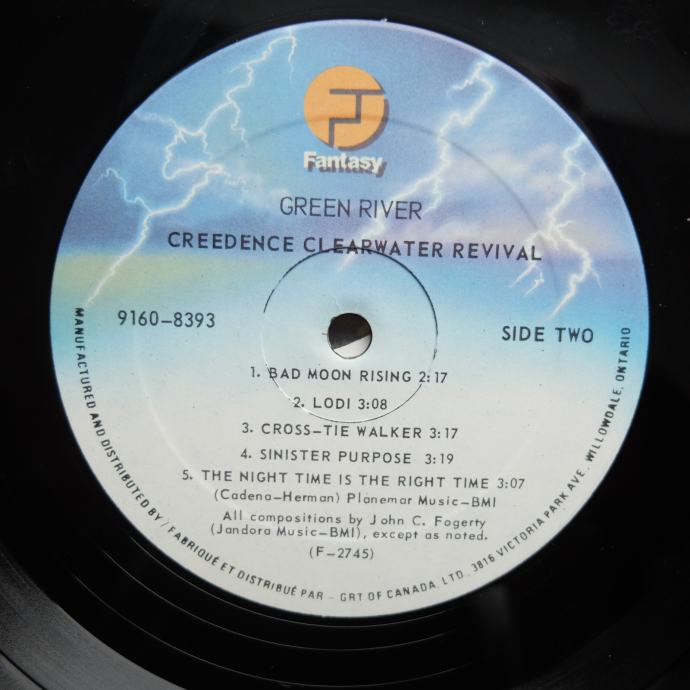 Fantasy
GREEN RIVER
CREEDENCE CLEARWATER REVIVAL
9160-8393
SIDE TWO
1. BAD MOON RISING 2:17
2. LODI 3:08
3. CROSS-TIE WALKER 3:17
4. SINISTER PURPOSE 3:19
5. THE NIGHT TIME IS THE RIGHT TIME 3:07
(Cadena-Herman) Planemar Music-BMI
All compositions by John C. Fogerty
(Jandora Music-BMI), except as noted.
(F-2745)
MANUFACTURED AND DISTRIBUTED BY / FABRIQUÉ ET DISTRIBUÉ PAR - GRT OF CANADA, LTD. 3816 VICTORIA PARK AVE. WILLOWDALE, ONTARIO